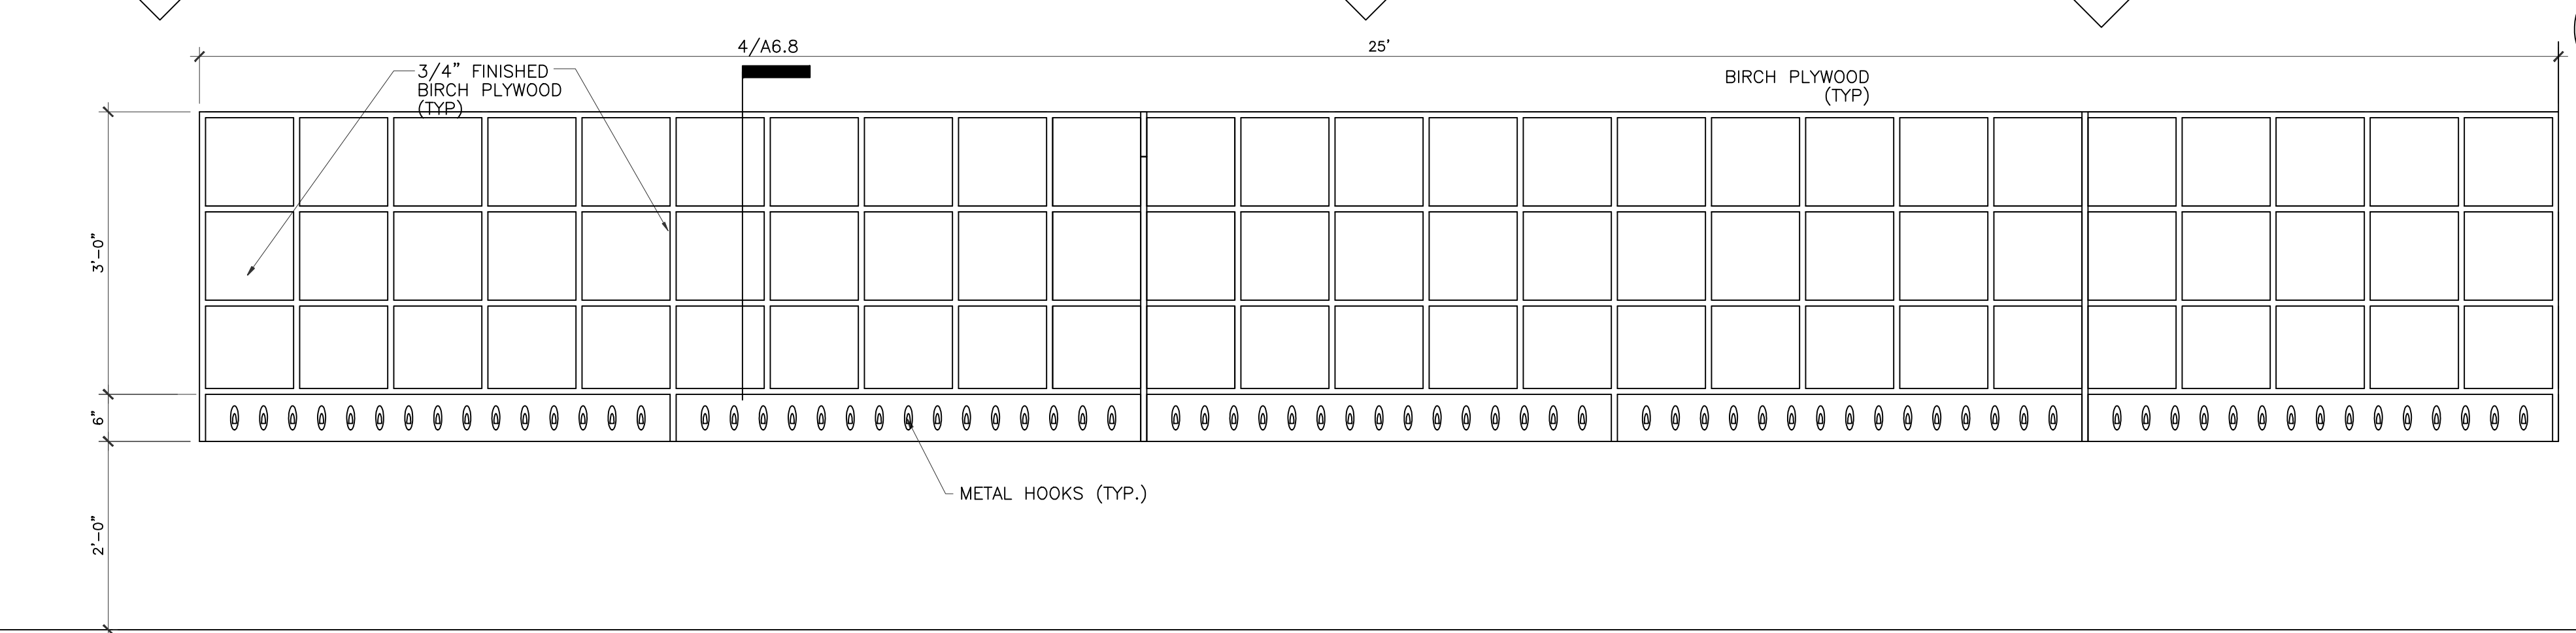 4/A6.8
25'
3/4” FINISHED
BIRCH PLYWOOD
(TYP)
BIRCH PLYWOOD
(TYP)
3'-0”
6”
METAL HOOKS (TYP.)
2'-0”